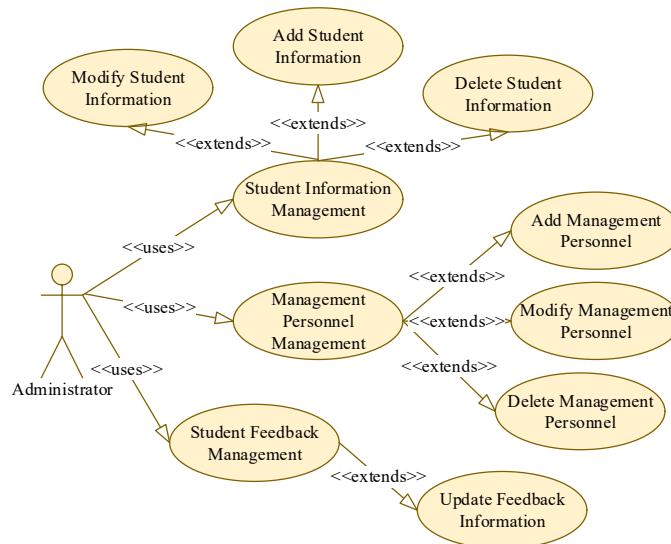 Add Student
Information
Modify Student
Information
Delete Student
Information
<<extends>>
<<extends>>
<<extends>>
Student Information
Management
<<uses>>
Add Management
Personnel
<<extends>>
<<uses>>
Management
Personnel
Management
<<extends>>
Modify Management
Personnel
<<uses>>
<<extends>>
Administrator
Delete Management
Personnel
Student Feedback
Management
<<extends>>
Update Feedback
Information